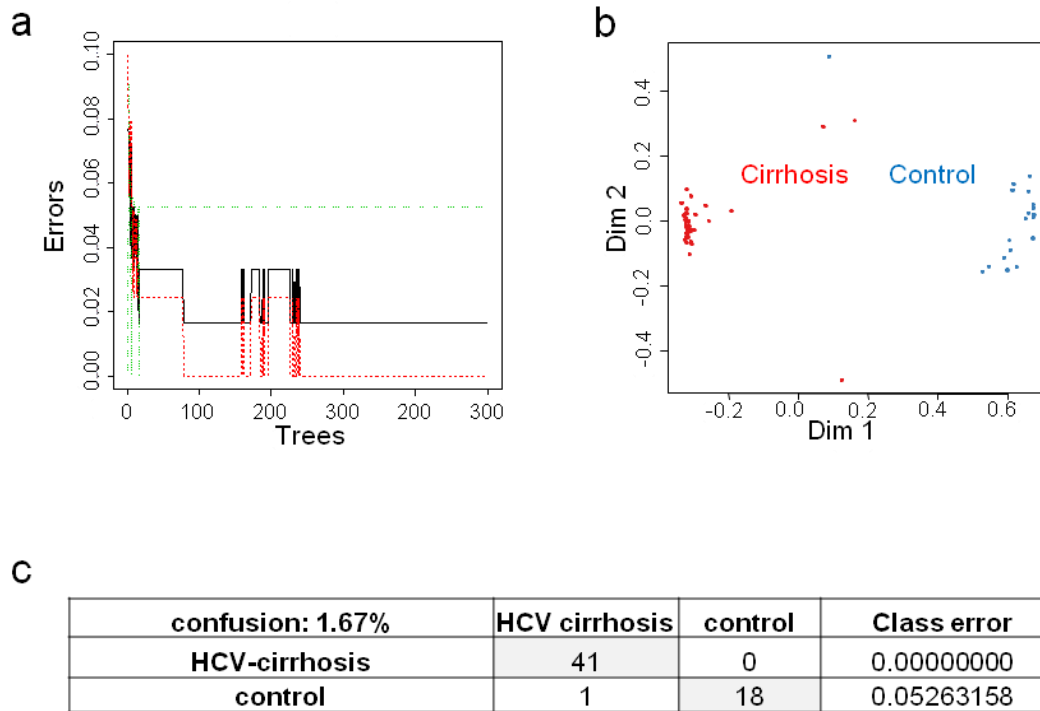 a
Errors
0.10
0.08
0.06
0.04
0.02
0.00
0 100 200 300 200 300
Trees
b
Dim 2
0.4
0.2
0.0
-0.2
-0.4
Cirrhosis Control
-0.2 0.0 0.2 0.4 0.6
Dim 1
c
confusion: 1.67% HCV cirrhosis control Class error
HCV-cirrhosis 41 0 0.00000000
control 1 18 0.05263158